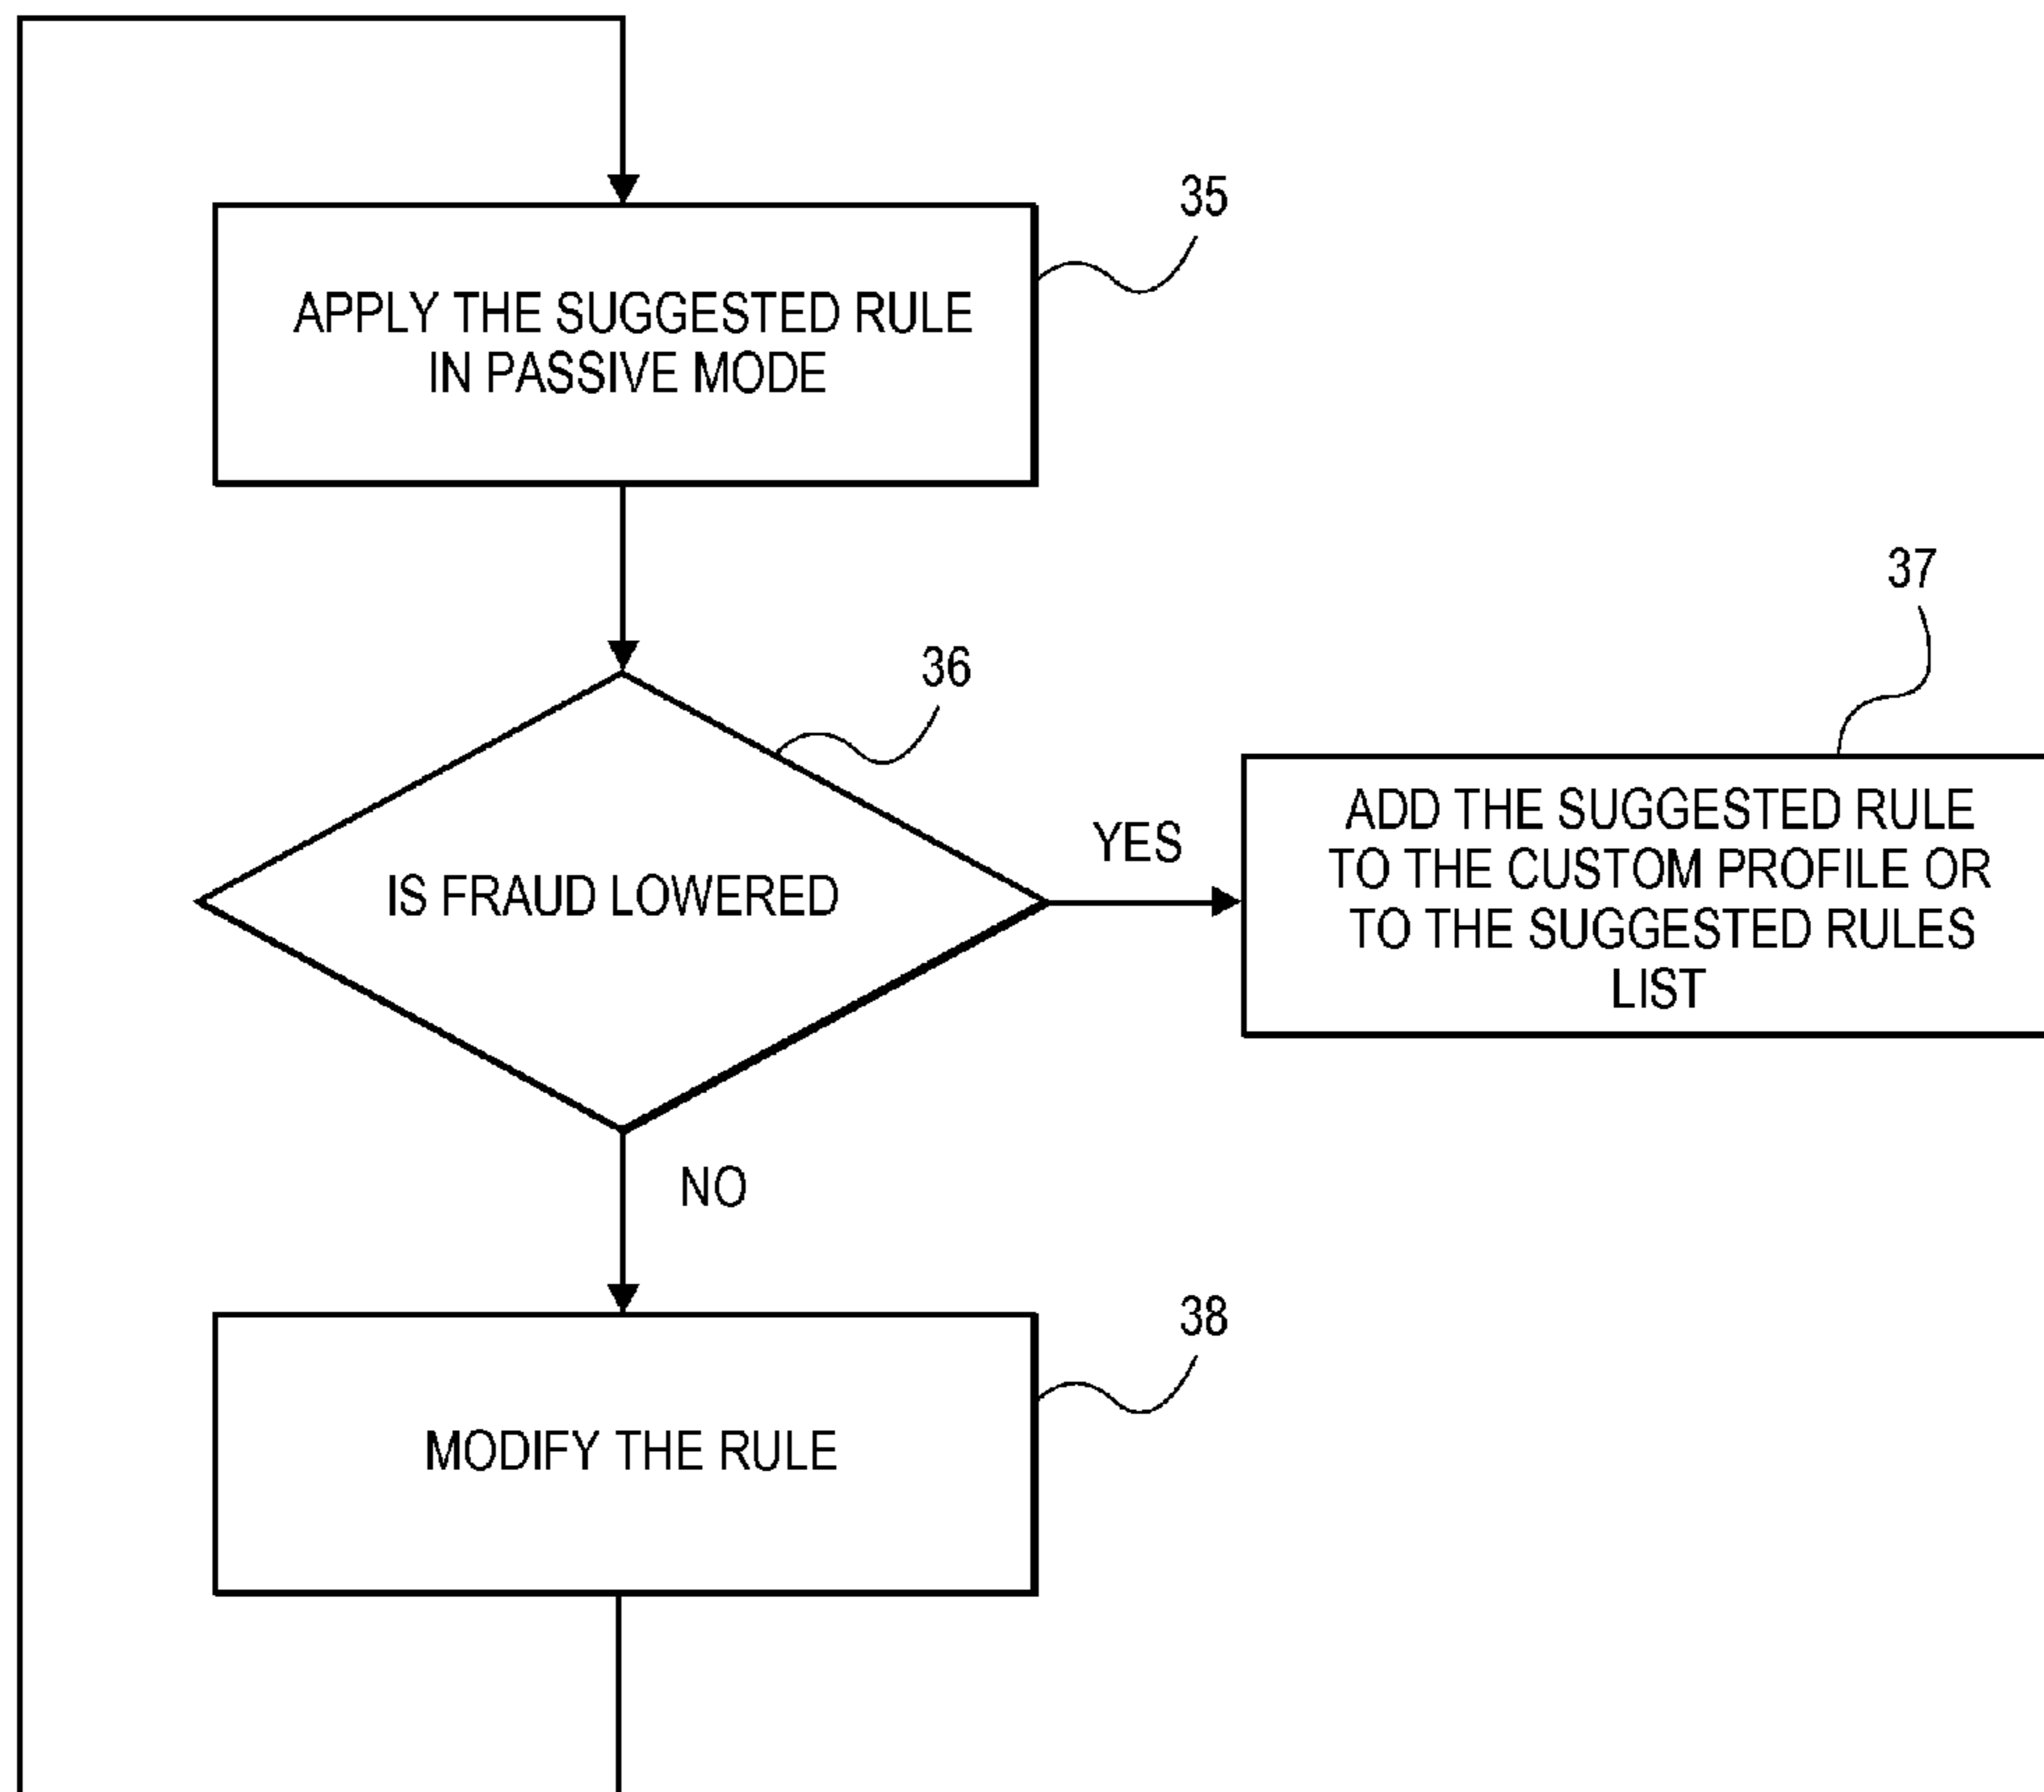 35
APPLY THE SUGGESTED RULE
IN PASSIVE MODE
36
IS FRAUD LOWERED
YES
37
ADD THE SUGGESTED RULE
TO THE CUSTOM PROFILE OR
TO THE SUGGESTED RULES
LIST
NO
38
MODIFY THE RULE